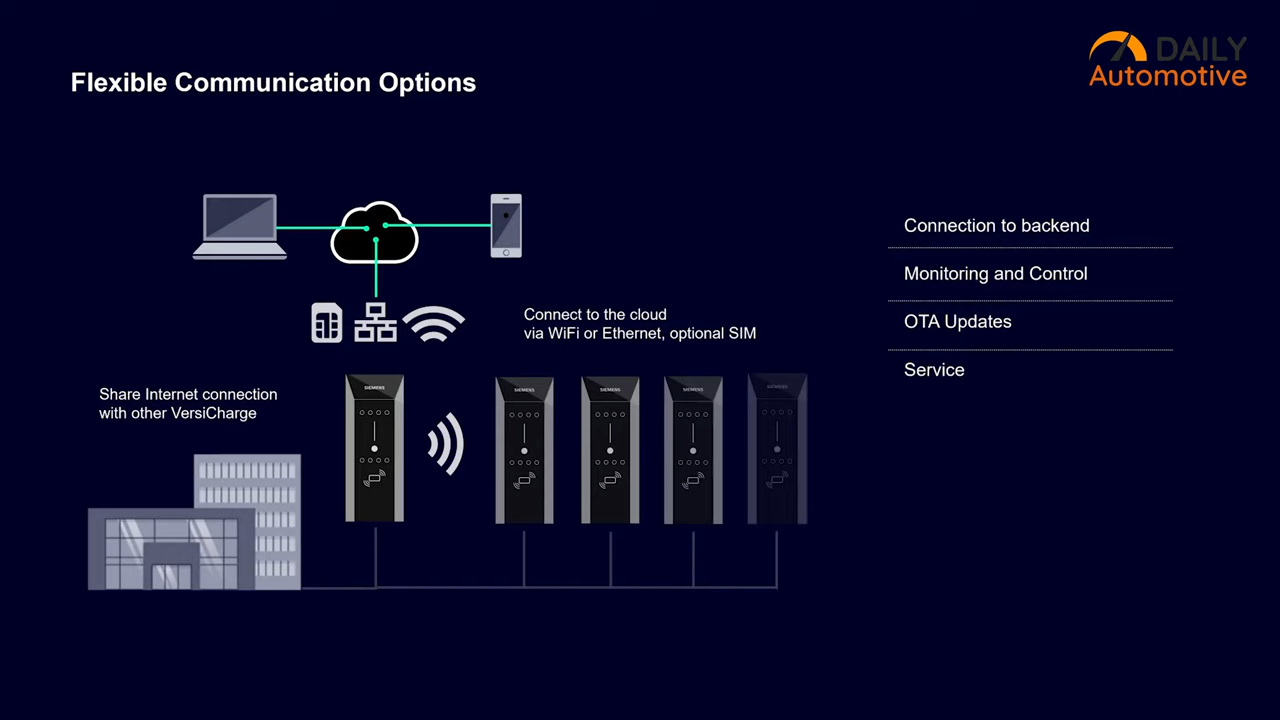 DAILY
Automotive
Flexible Communication Options
Connection to backend
Monitoring and Control
OTA Updates
Service
Connect to the cloud
via WiFi or Ethernet, optional SIM
Share Internet connection
with other VersiCharge
SIEMENS
SIEMENS
SIEMENS
SIEMENS
SIEMENS